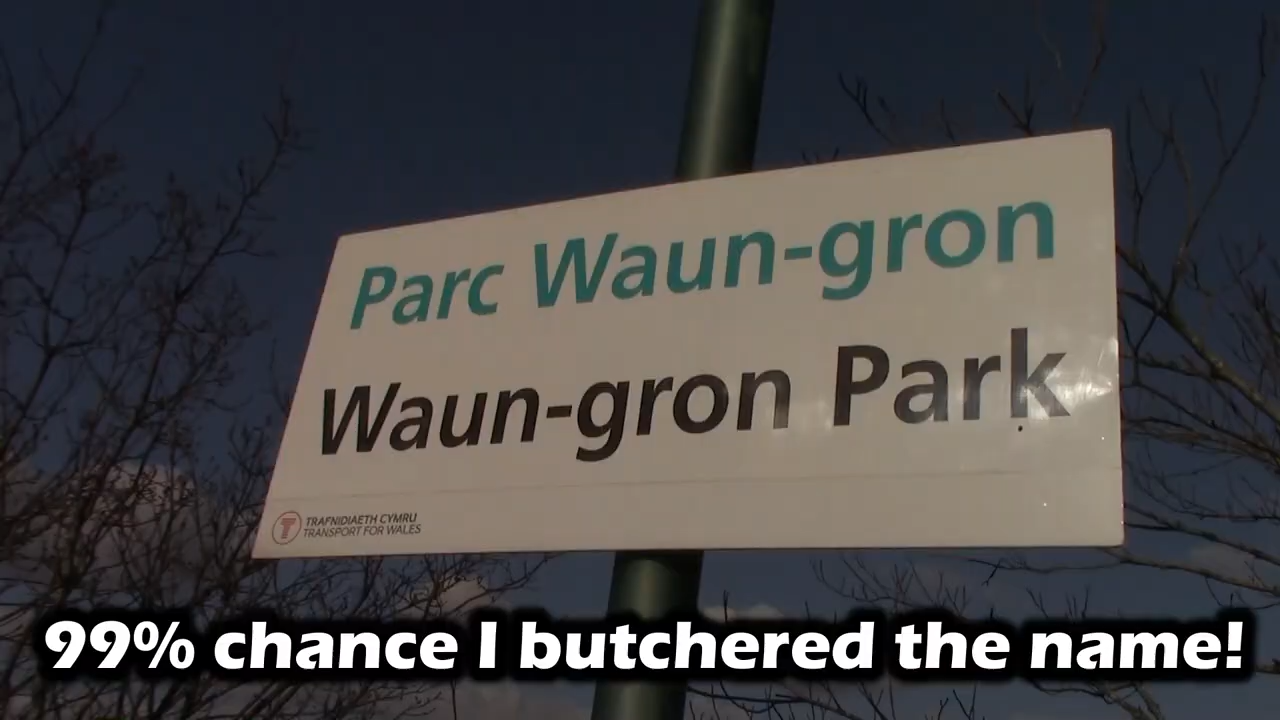 Parc Waun-gron
Waun-gron Park
TRAFNIDIAETH CYMRU
TRANSPORT FOR WALES
99% chance I butchered the name!